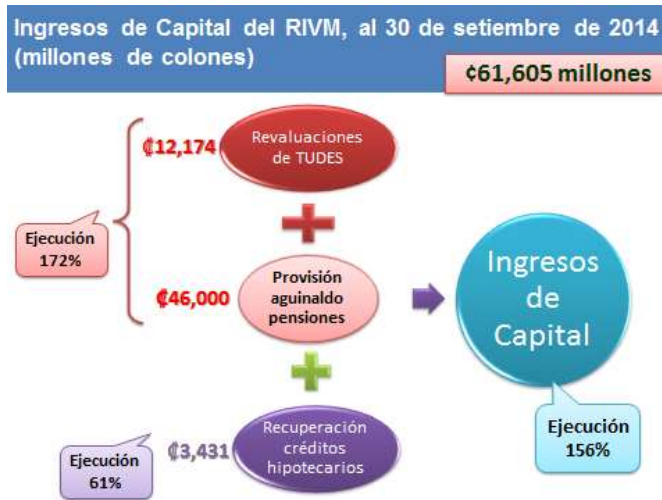 Ingresos de Capital del RIVM, al 30 de setiembre de 2014
(millones de colones)
¢61,605 millones
₡12,174
Revaluaciones
de TUDES
Ejecución
172%
₡46,000
Provisión
aguinaldo
pensiones
Ingresos
de
Capital
Ejecución
156%
₡3,431
Recuperación
créditos
hipotecarios
Ejecución
61%